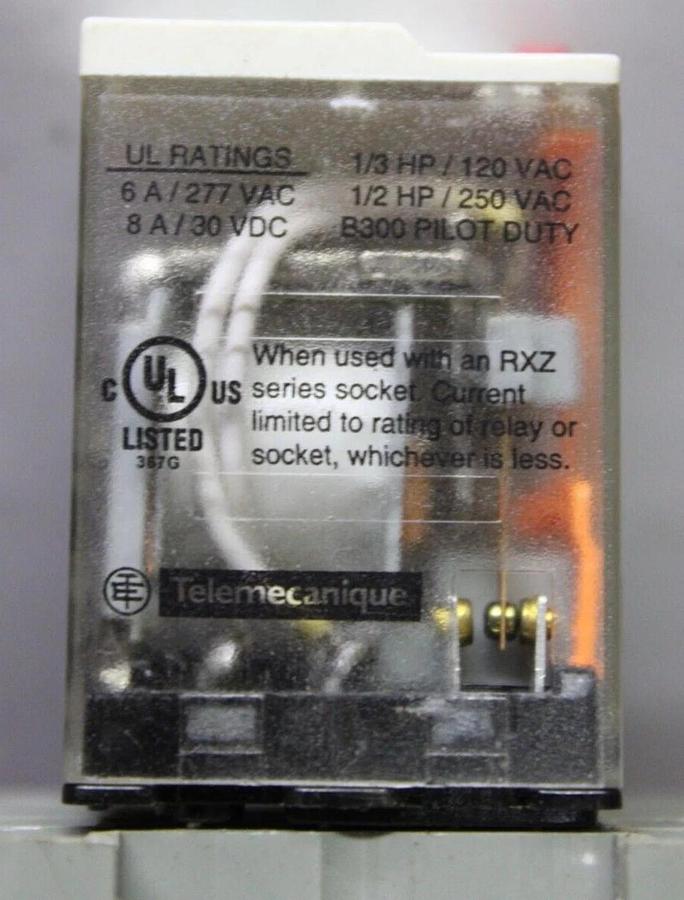 UL RATINGS
6 A / 277 VAC
8 A / 30 VDC
1/3 HP / 120 VAC
1/2 HP / 250 VAC
B300 PILOT DUTY
C UL US
LISTED
367G
When used with an RXZ
series socket. Current
limited to rating of relay or
socket, whichever is less.
TE Telemecanique